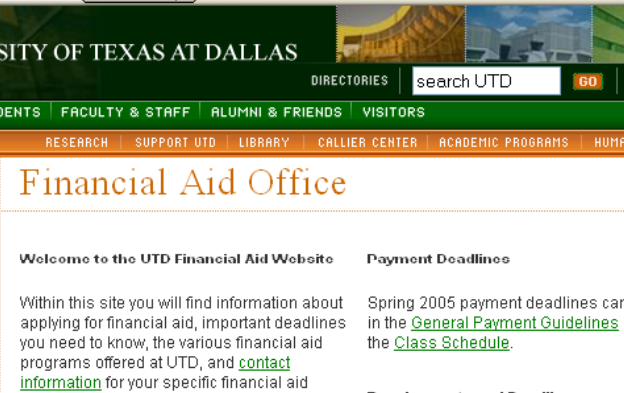 SITY OF TEXAS AT DALLAS
DIRECTORIES search UTD GO
DENTS FACULTY & STAFF ALUMNI & FRIENDS VISITORS
RESEARCH SUPPORT UTD LIBRARY CALLIER CENTER ACADEMIC PROGRAMS HUMA
Financial Aid Office
Welcome to the UTD Financial Aid Website
Within this site you will find information about
applying for financial aid, important deadlines
you need to know, the various financial aid
programs offered at UTD, and contact
information for your specific financial aid
Payment Deadlines
Spring 2005 payment deadlines can
in the General Payment Guidelines
the Class Schedule.